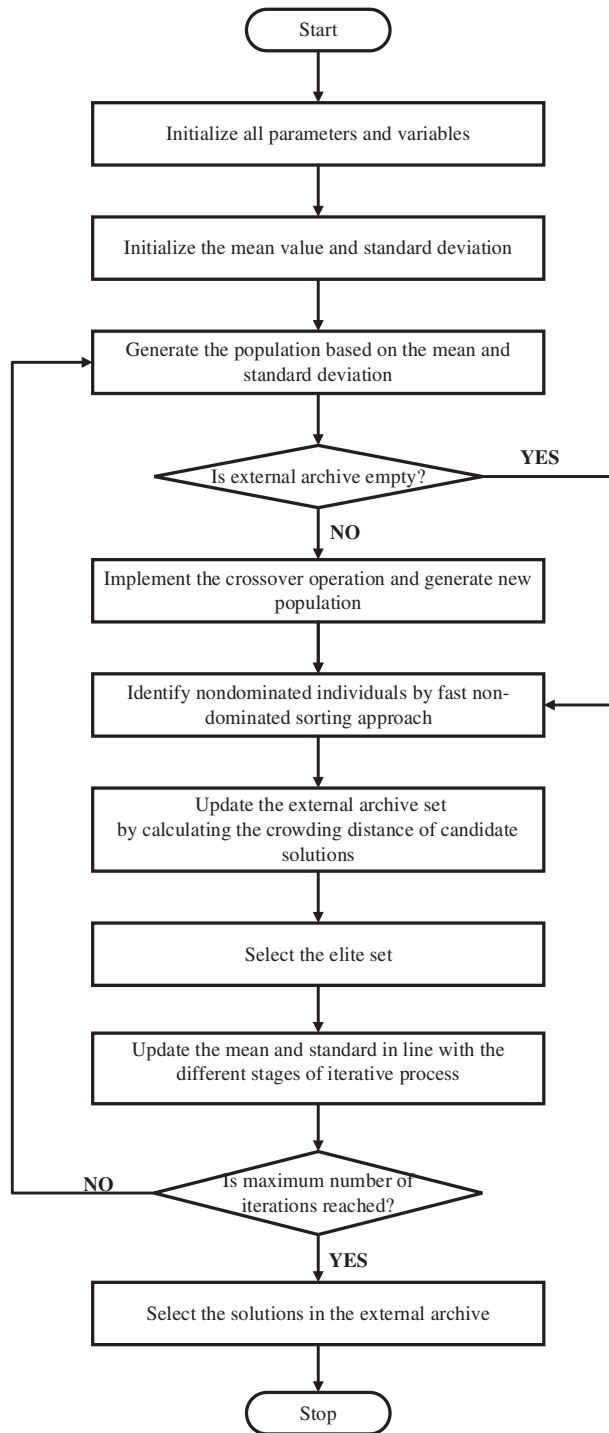 Start
Initialize all parameters and variables
Initialize the mean value and standard deviation
Generate the population based on the mean and
standard deviation
Is external archive empty?
YES
NO
Implement the crossover operation and generate new
population
Identify nondominated individuals by fast non-
dominated sorting approach
Update the external archive set
by calculating the crowding distance of candidate
solutions
Select the elite set
Update the mean and standard in line with the
different stages of iterative process
Is maximum number of
iterations reached?
NO
YES
Select the solutions in the external archive
Stop